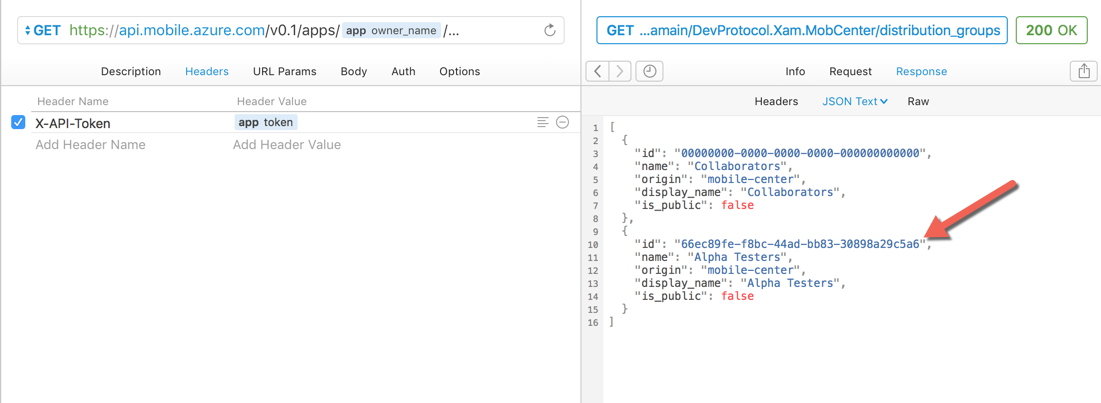 GET https://api.mobile.azure.com/v0.1/apps/ app owner_name /...
Description Headers URL Params Body Auth Options
Header Name Header Value
X-API-Token app token
Add Header Name Add Header Value
GET ...amain/DevProtocol.Xam.MobCenter/distribution_groups 200 OK
Info Request Response
Headers JSON Text Raw
1 [
2 {
3 "id": "00000000-0000-0000-0000-000000000000",
4 "name": "Collaborators",
5 "origin": "mobile-center",
6 "display_name": "Collaborators",
7 "is_public": false
8 },
9 {
10 "id": "66ec89fe-f8bc-44ad-bb83-30898a29c5a6",
11 "name": "Alpha Testers",
12 "origin": "mobile-center",
13 "display_name": "Alpha Testers",
14 "is_public": false
15 }
16 ]